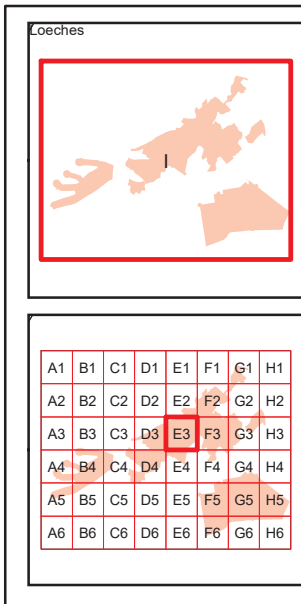 Loeches
A1 B1 C1 D1 E1 F1 G1 H1
A2 B2 C2 D2 E2 F2 G2 H2
A3 B3 C3 D3 E3 F3 G3 H3
A4 B4 C4 D4 E4 F4 G4 H4
A5 B5 C5 D5 E5 F5 G5 H5
A6 B6 C6 D6 E6 F6 G6 H6